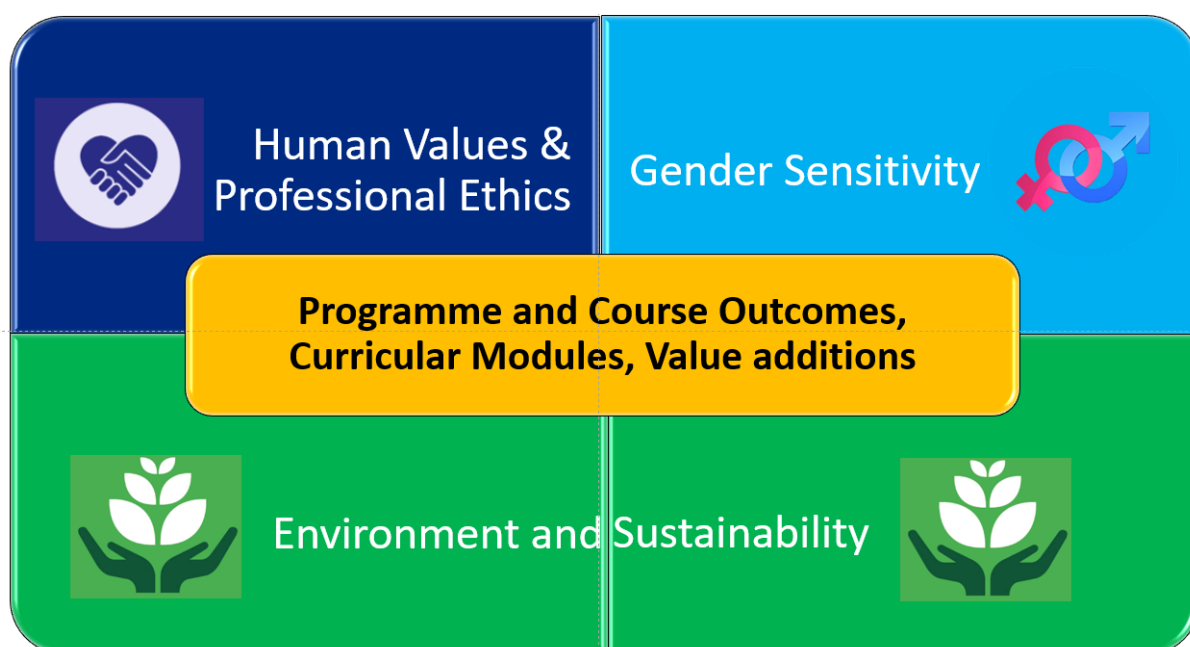 Human Values &
Professional Ethics
Gender Sensitivity
Programme and Course Outcomes,
Curricular Modules, Value additions
Environment and Sustainability